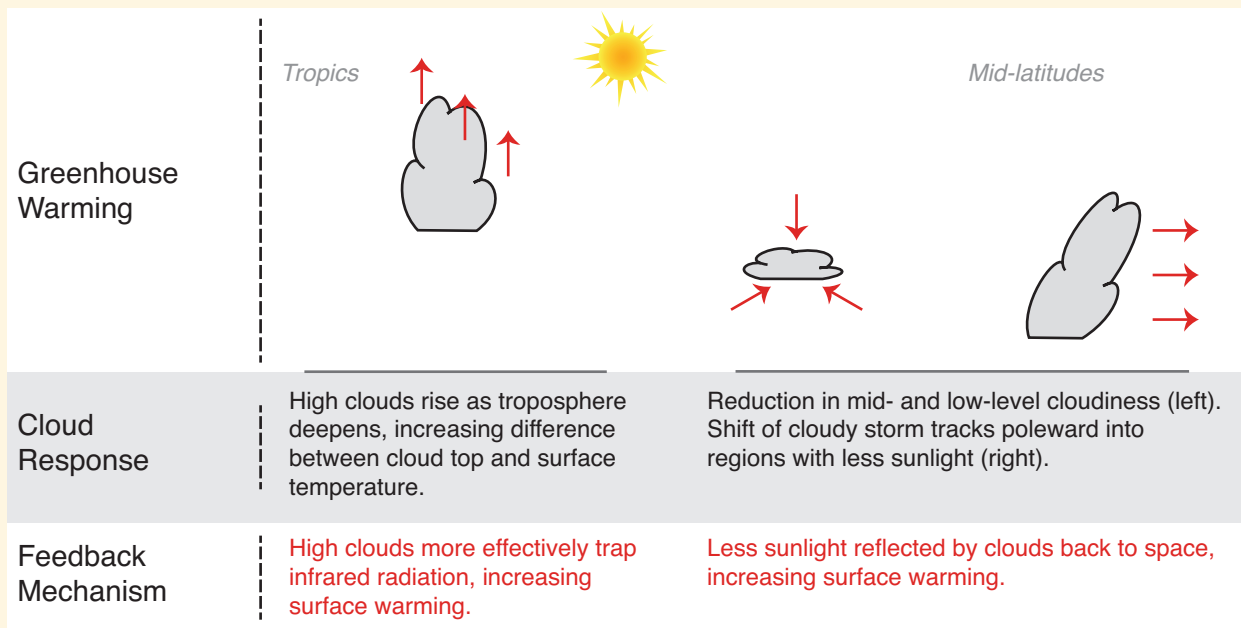 Tropics
Mid-latitudes
Greenhouse
Warming
Cloud
Response
High clouds rise as troposphere
deepens, increasing difference
between cloud top and surface
temperature.
Reduction in mid- and low-level cloudiness (left).
Shift of cloudy storm tracks poleward into
regions with less sunlight (right).
Feedback
Mechanism
High clouds more effectively trap
infrared radiation, increasing
surface warming.
Less sunlight reflected by clouds back to space,
increasing surface warming.